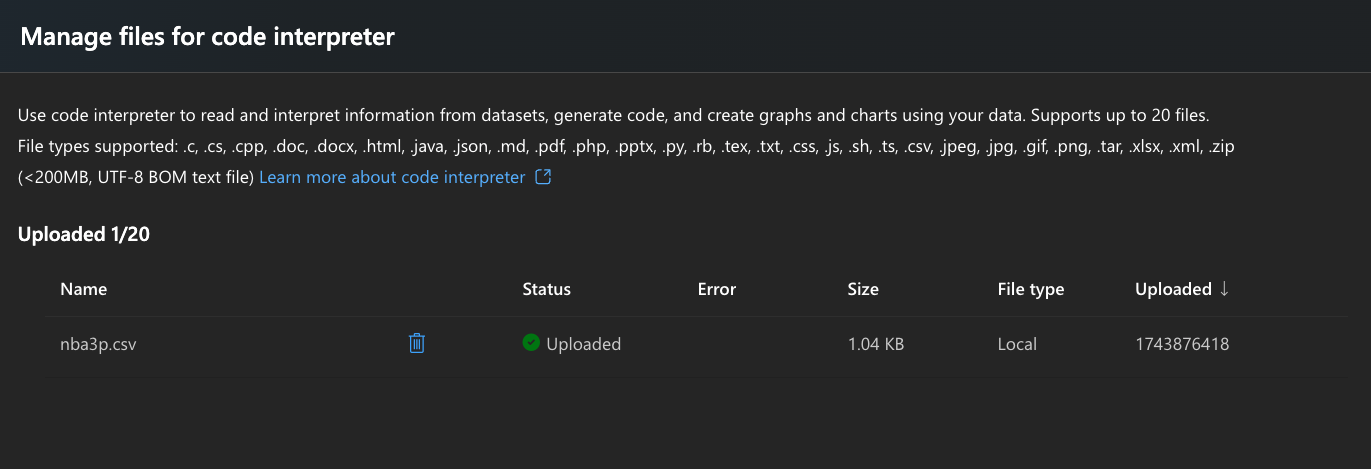 Manage files for code interpreter
Use code interpreter to read and interpret information from datasets, generate code, and create graphs and charts using your data. Supports up to 20 files.
File types supported: .c, .cs, .cpp, .doc, .docx, .html, .java, .json, .md, .pdf, .php, .pptx, .py, .rb, .tex, .txt, .css, .js, .sh, .ts, .csv, .jpeg, .jpg, .gif, .png, .tar, .xlsx, .xml, .zip
(<200MB, UTF-8 BOM text file) Learn more about code interpreter
Uploaded 1/20
Name Status Error Size File type Uploaded ↓
nba3p.csv Uploaded 1.04 KB Local 1743876418